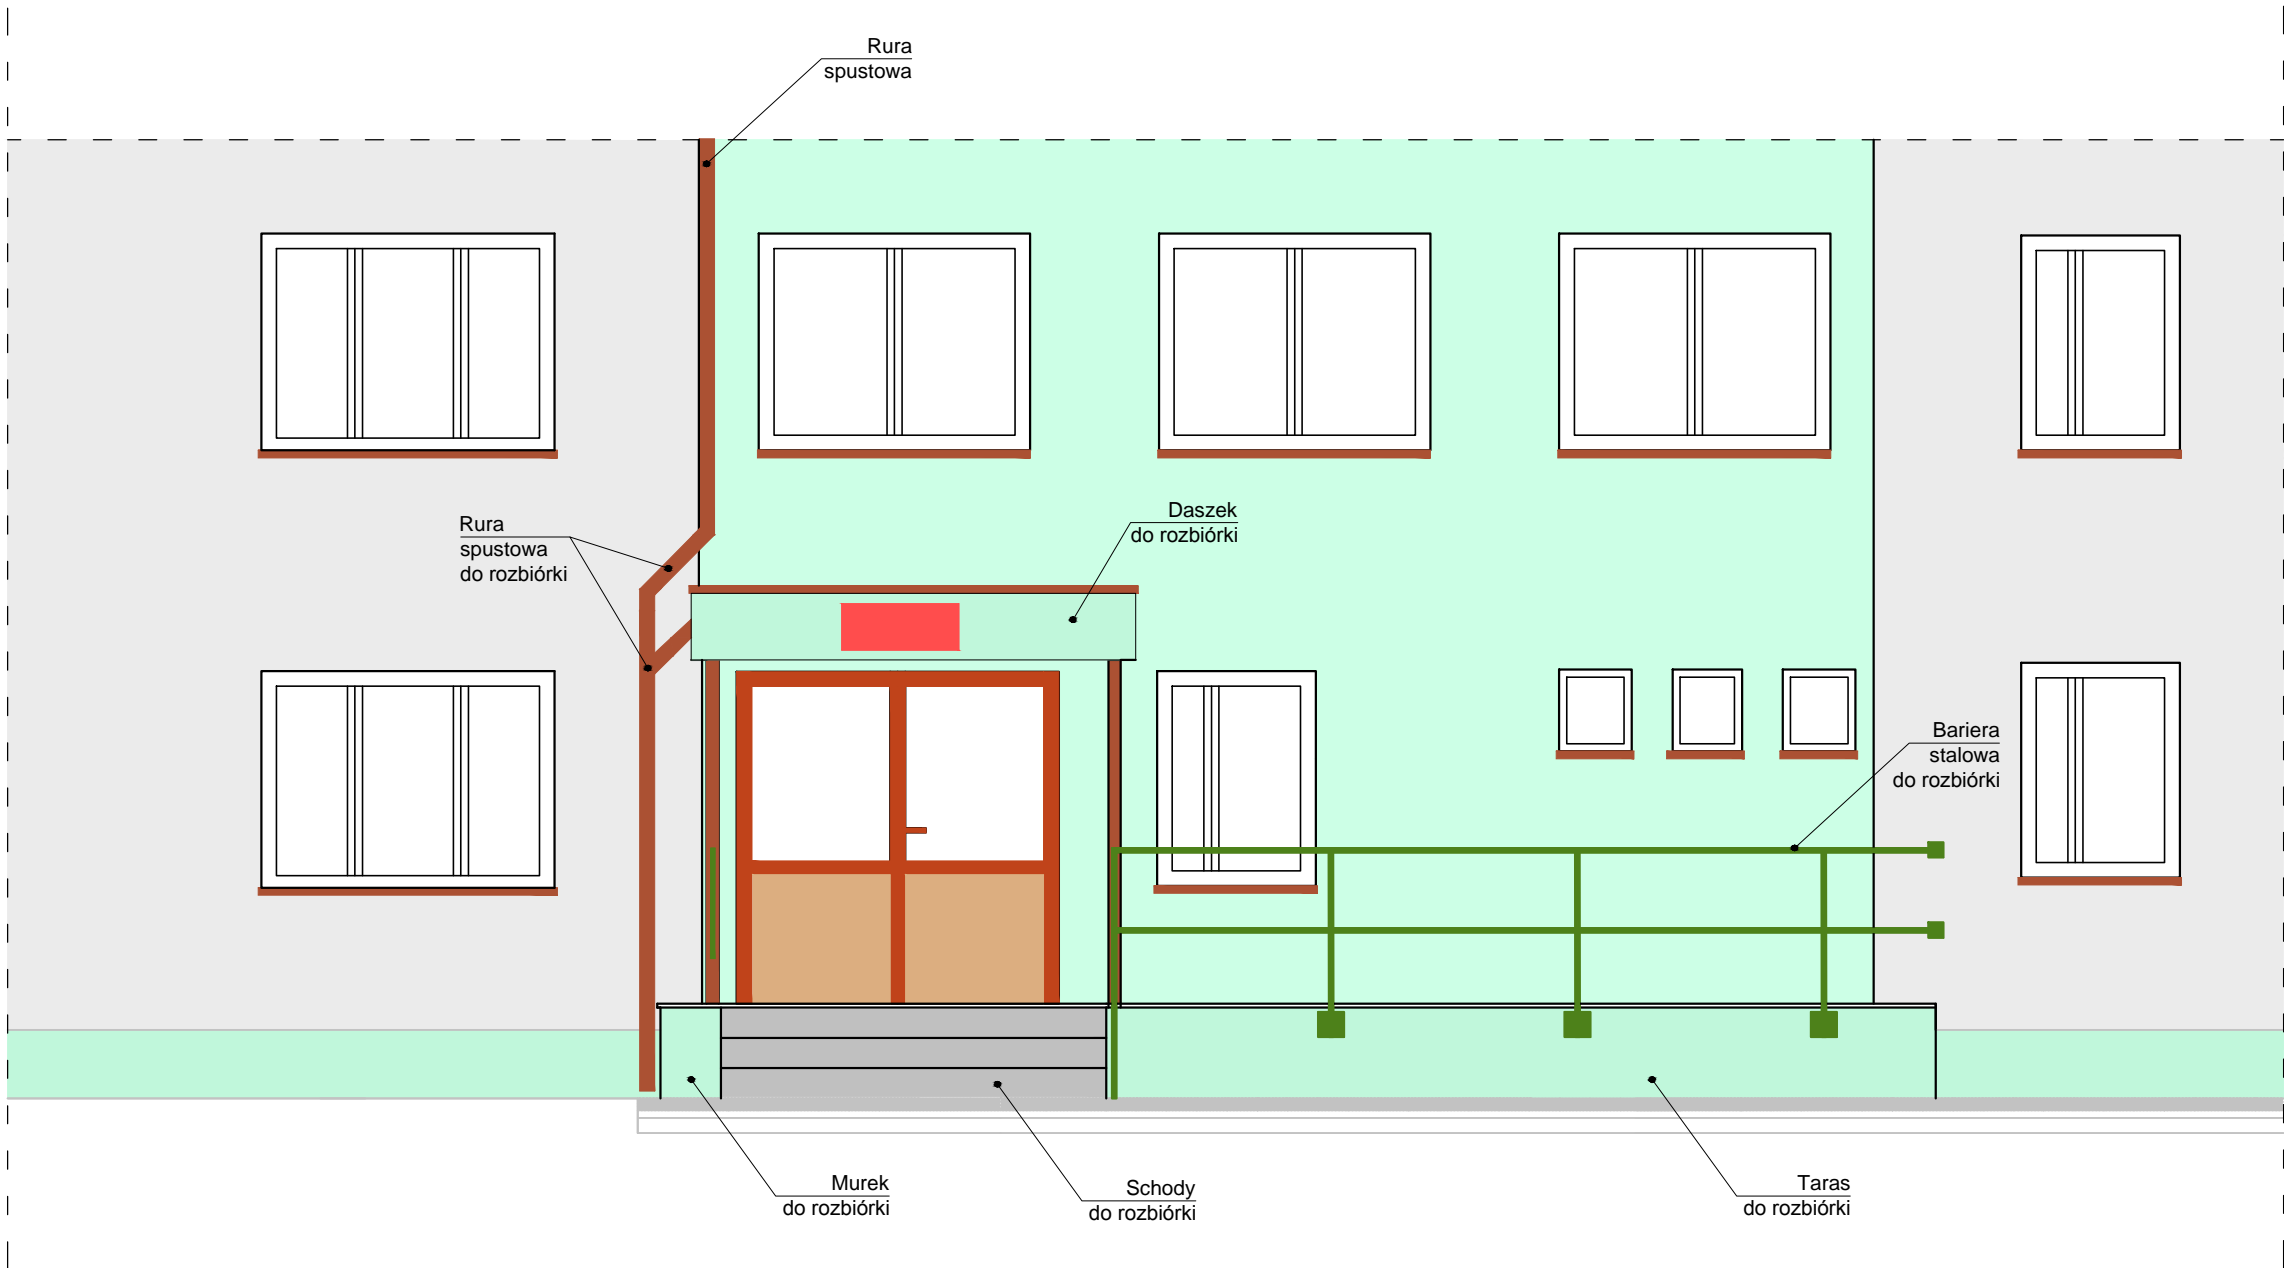 Rura
spustowa
Rura
spustowa
do rozbiórki
Daszek
do rozbiórki
Bariera
stalowa
do rozbiórki
Murek
do rozbiórki
Schody
do rozbiórki
Taras
do rozbiórki